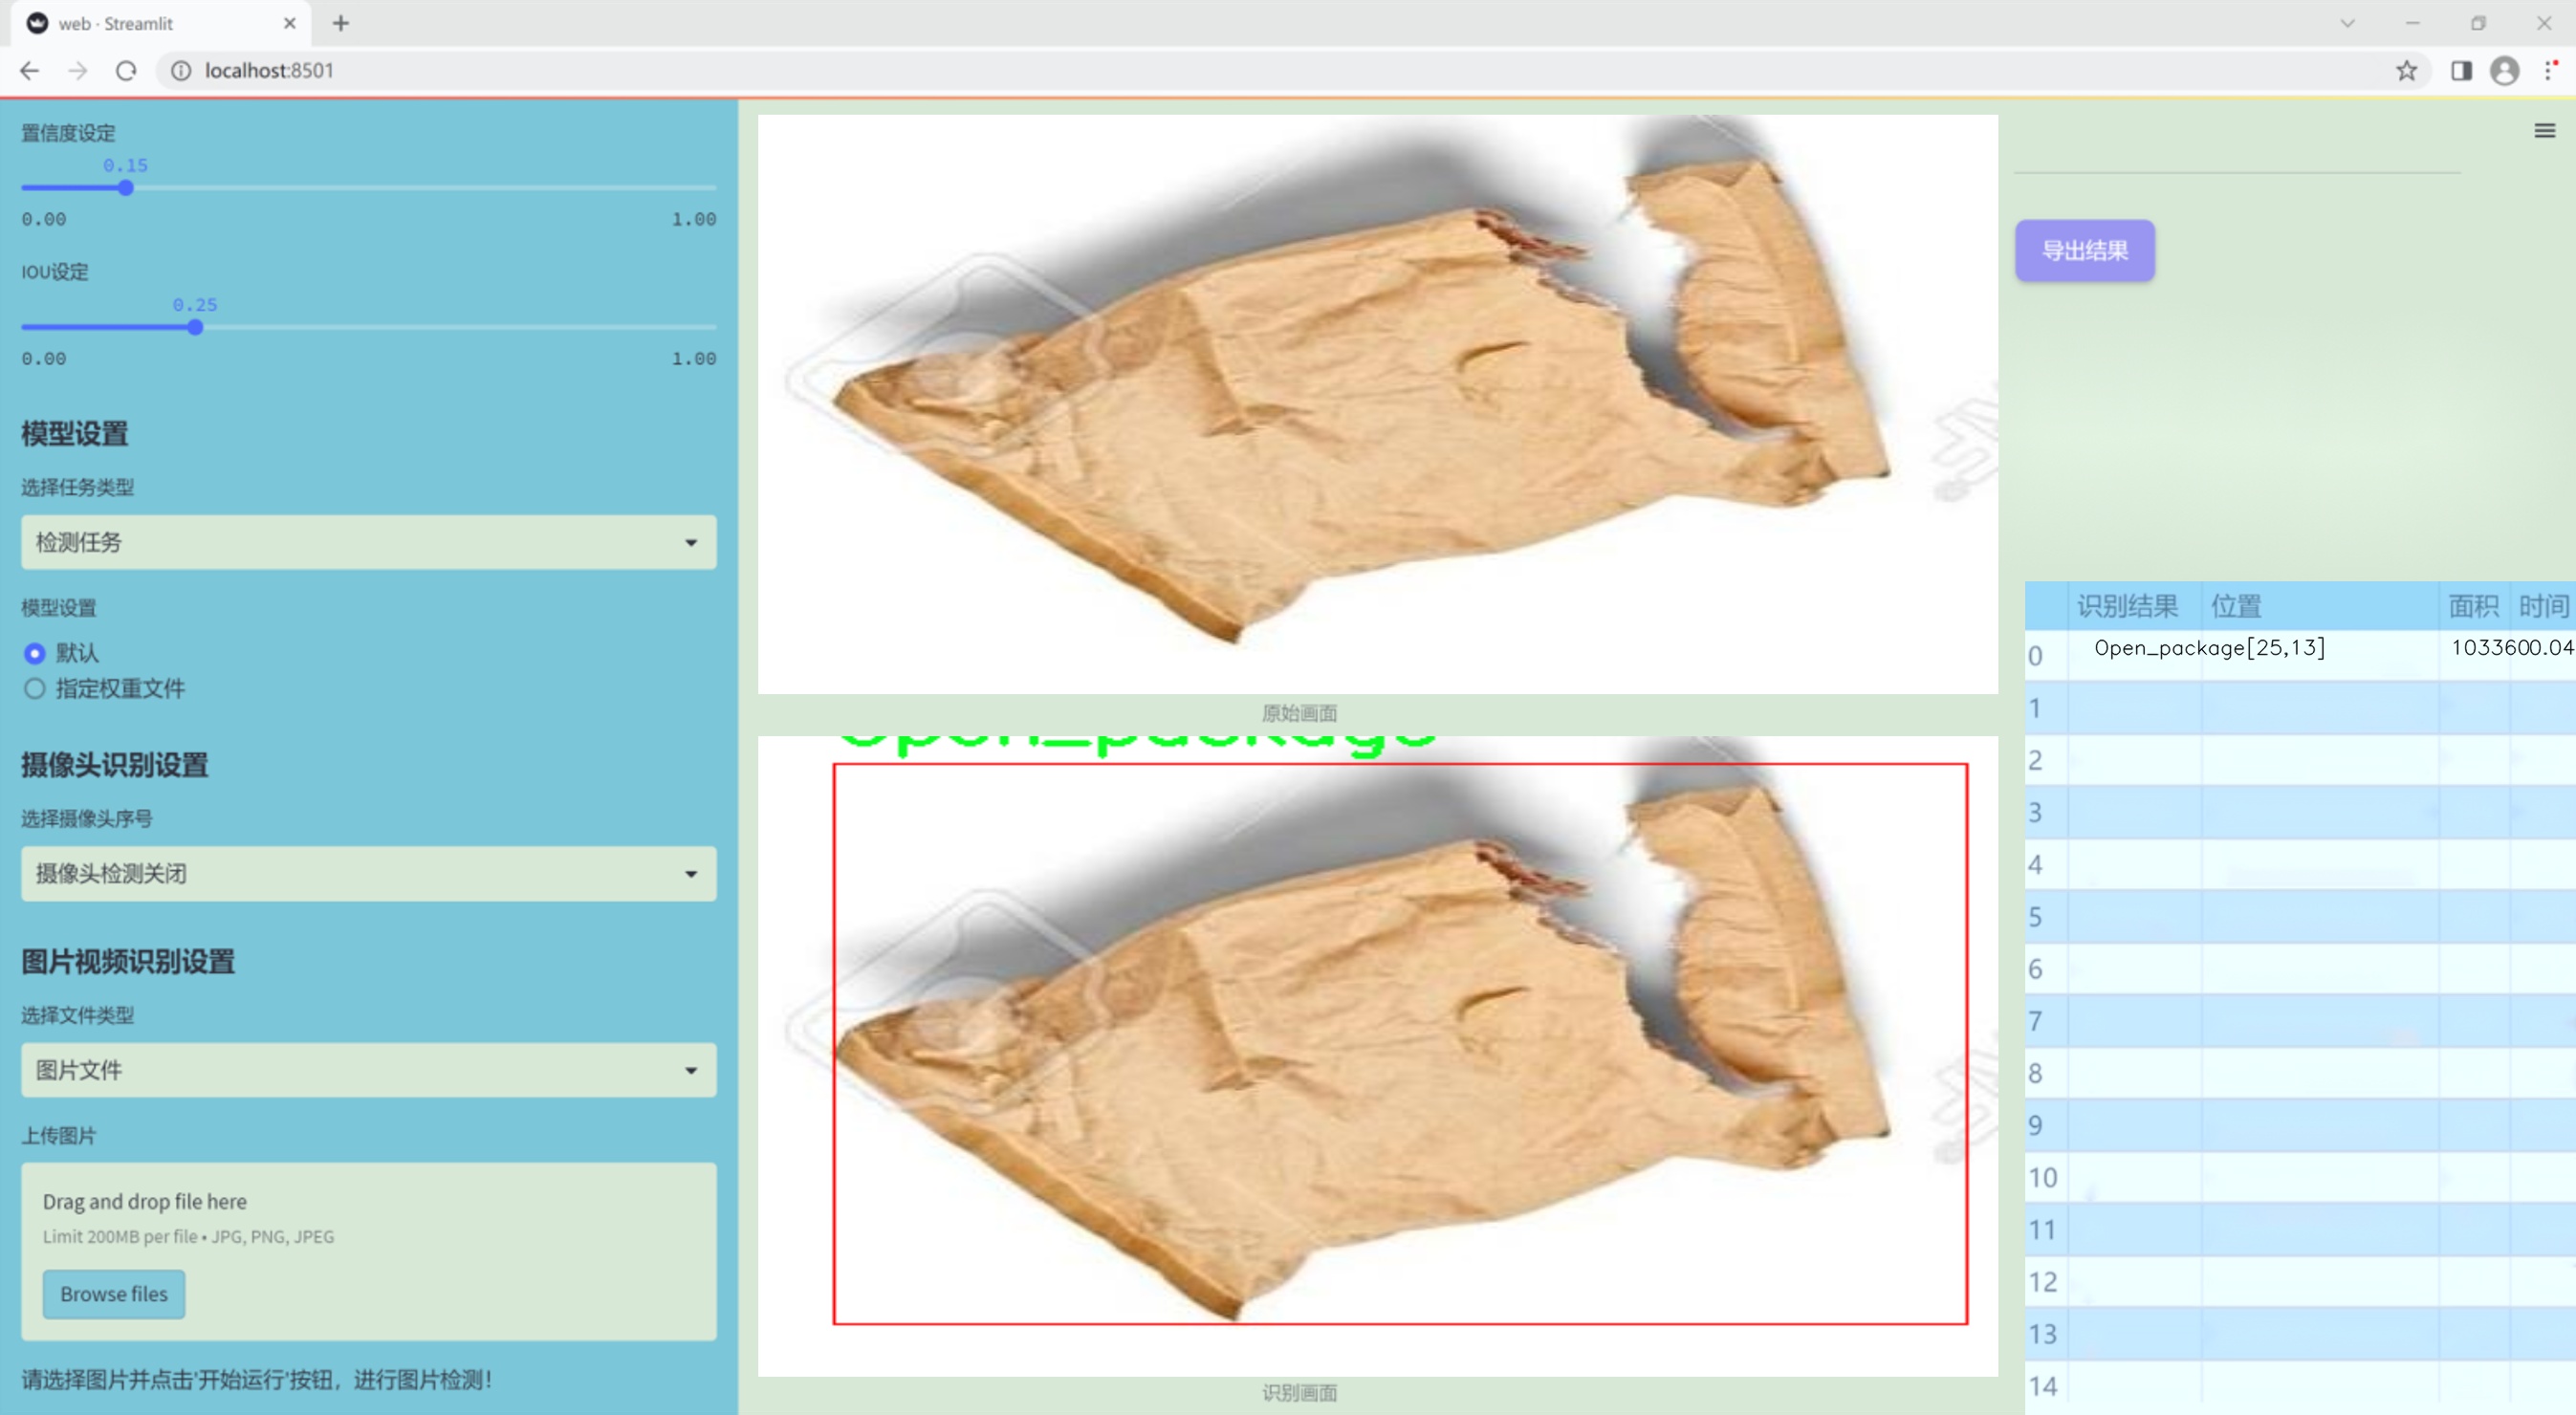 web · Streamlit
localhost:8501
置信度设定
0.15
0.00 1.00
IOU设定
0.25
0.00 1.00
模型设置
选择任务类型
检测任务
模型设置
默认
指定权重文件
摄像头识别设置
选择摄像头序号
摄像头检测关闭
图片视频识别设置
选择文件类型
图片文件
上传图片
Drag and drop file here
Limit 200MB per file • JPG, PNG, JPEG
Browse files
请选择图片并点击'开始运行'按钮，进行图片检测！
原始画面
Open_package
识别画面
导出结果
识别结果 位置 面积 时间
0 Open_package[25,13] 1033600.04
1
2
3
4
5
6
7
8
9
10
11
12
13
14